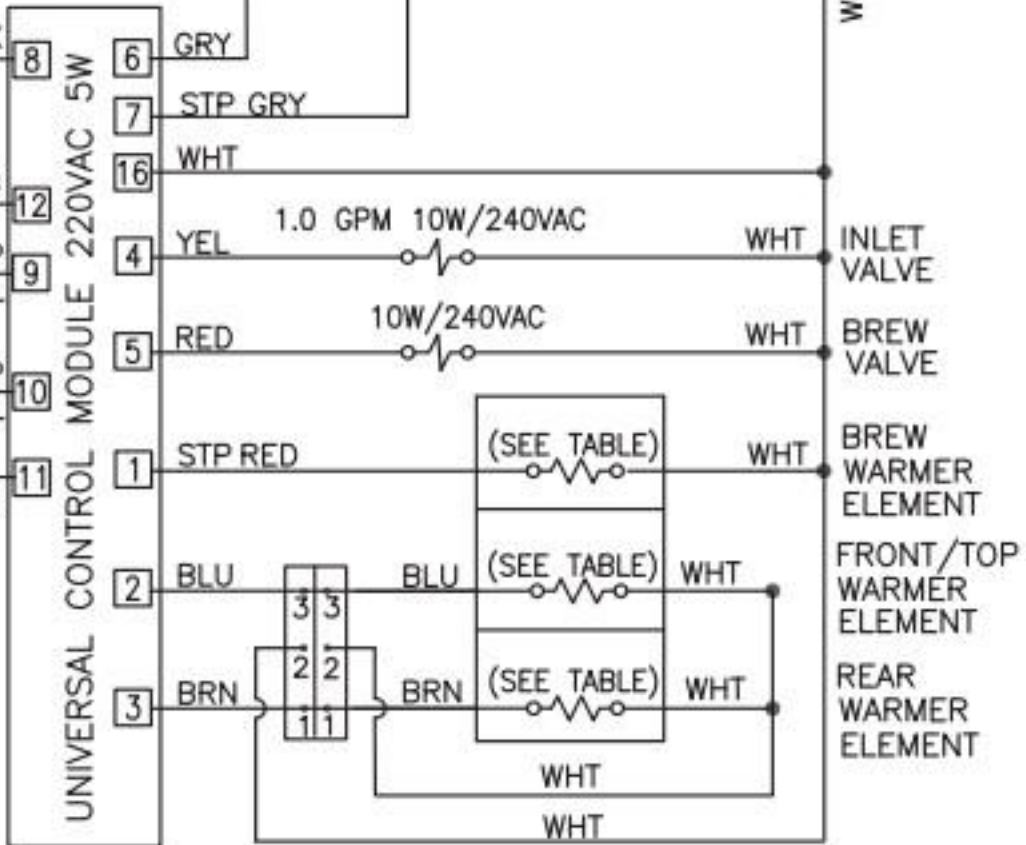 W
8
6
GRY
7
STP GRY
16
WHT
12
1.0 GPM 10W/240VAC
4
YEL
WHT
INLET
VALVE
9
10W/240VAC
5
RED
WHT
BREW
VALVE
10
11
1
STP RED
(SEE TABLE)
WHT
BREW
WARMER
ELEMENT
2
BLU
BLU
(SEE TABLE)
WHT
FRONT/TOP
WARMER
ELEMENT
3 3
2 2
1 1
3
BRN
BRN
(SEE TABLE)
WHT
REAR
WARMER
ELEMENT
WHT
WHT
UNIVERSAL CONTROL MODULE 220VAC 5W